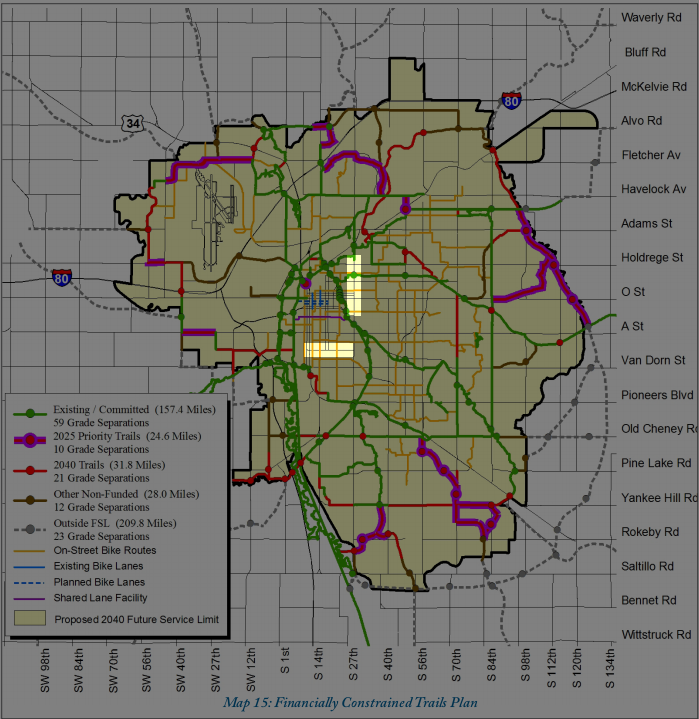 Waverly Rd
Bluff Rd
McKelvie Rd
80
Alvo Rd
34
Fletcher Av
Havelock Av
Adams St
Holdrege St
80
O St
A St
Van Dorn St
Pioneers Blvd
Old Cheney Rd
Pine Lake Rd
Yankee Hill Rd
Rokeby Rd
Saltillo Rd
Bennet Rd
Wittstruck Rd
Existing / Committed (157.4 Miles)
59 Grade Separations
2025 Priority Trails (24.6 Miles)
10 Grade Separations
2040 Trails (31.8 Miles)
21 Grade Separations
Other Non-Funded (28.0 Miles)
12 Grade Separations
Outside FSL (209.8 Miles)
23 Grade Separations
On-Street Bike Routes
Existing Bike Lanes
Planned Bike Lanes
Shared Lane Facility
Proposed 2040 Future Service Limit
SW 98th
SW 84th
SW 70th
SW 56th
SW 40th
SW 27th
SW 12th
S 1st
S 14th
S 27th
S 40th
S 56th
S 70th
S 84th
S 98th
S 112th
S 120th
S 134th
Map 15: Financially Constrained Trails Plan